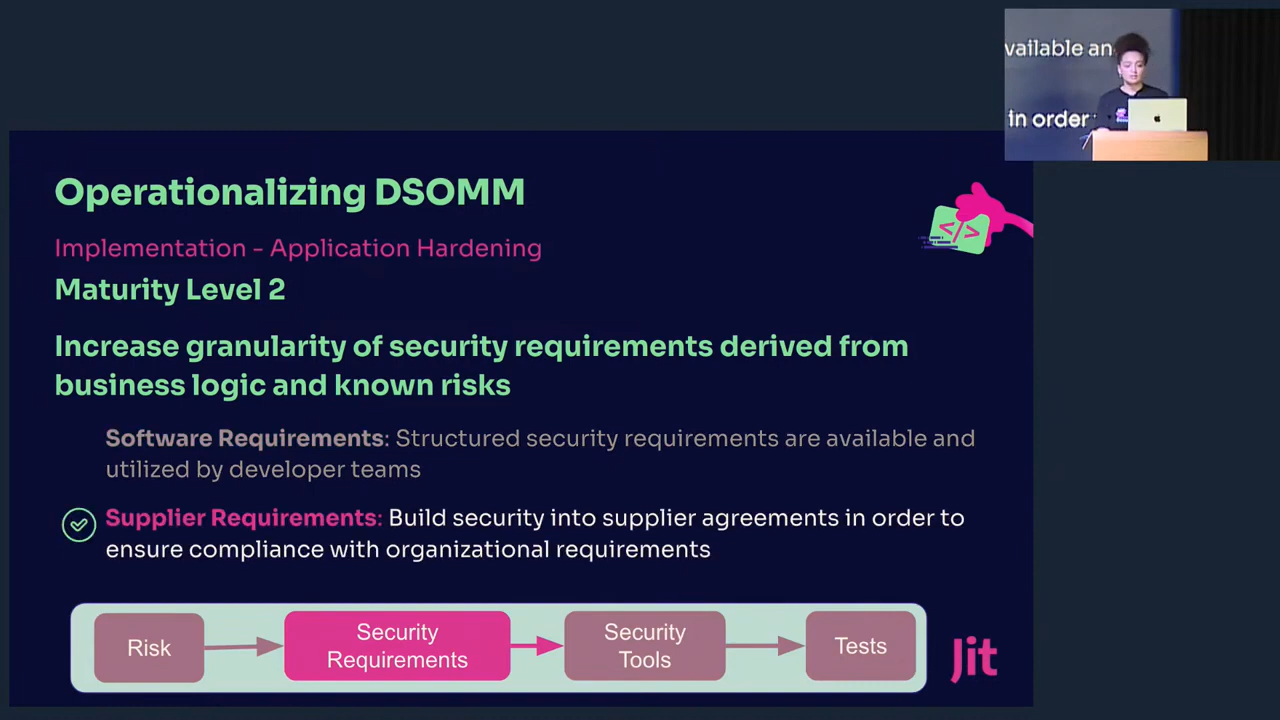 vailable an
in order
Operationalizing DSOMM
</>
Implementation - Application Hardening
Maturity Level 2
Increase granularity of security requirements derived from
business logic and known risks
Software Requirements: Structured security requirements are available and
utilized by developer teams
Supplier Requirements: Build security into supplier agreements in order to
ensure compliance with organizational requirements
Risk
Security
Requirements
Security
Tools
Tests
Jit